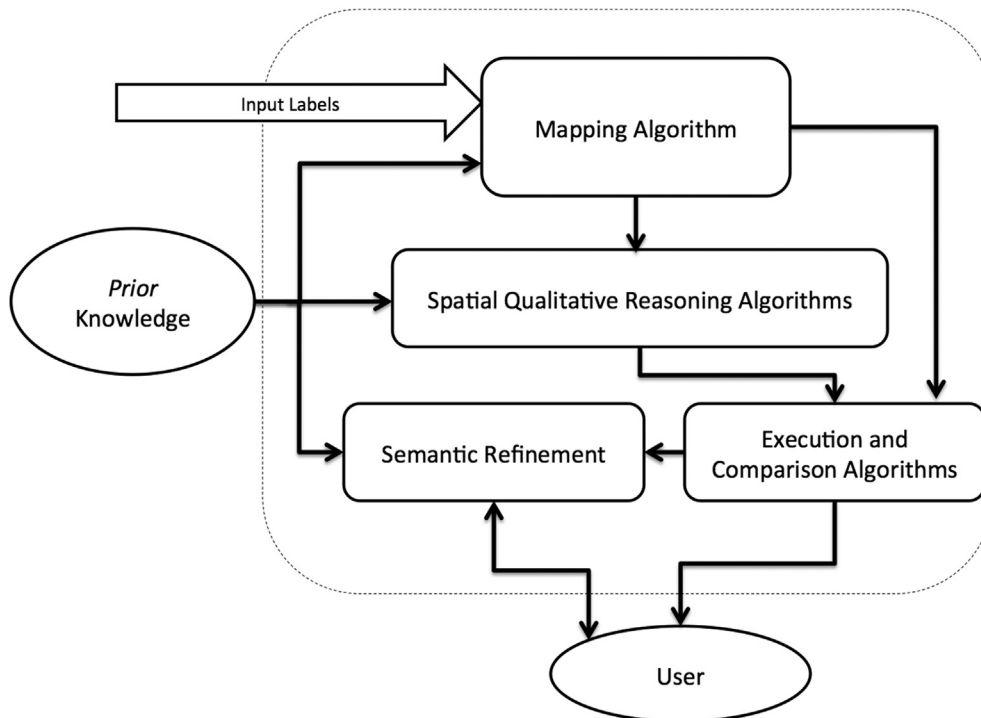 Input Labels
Mapping Algorithm
Prior
Knowledge
Spatial Qualitative Reasoning Algorithms
Semantic Refinement
Execution and
Comparison Algorithms
User